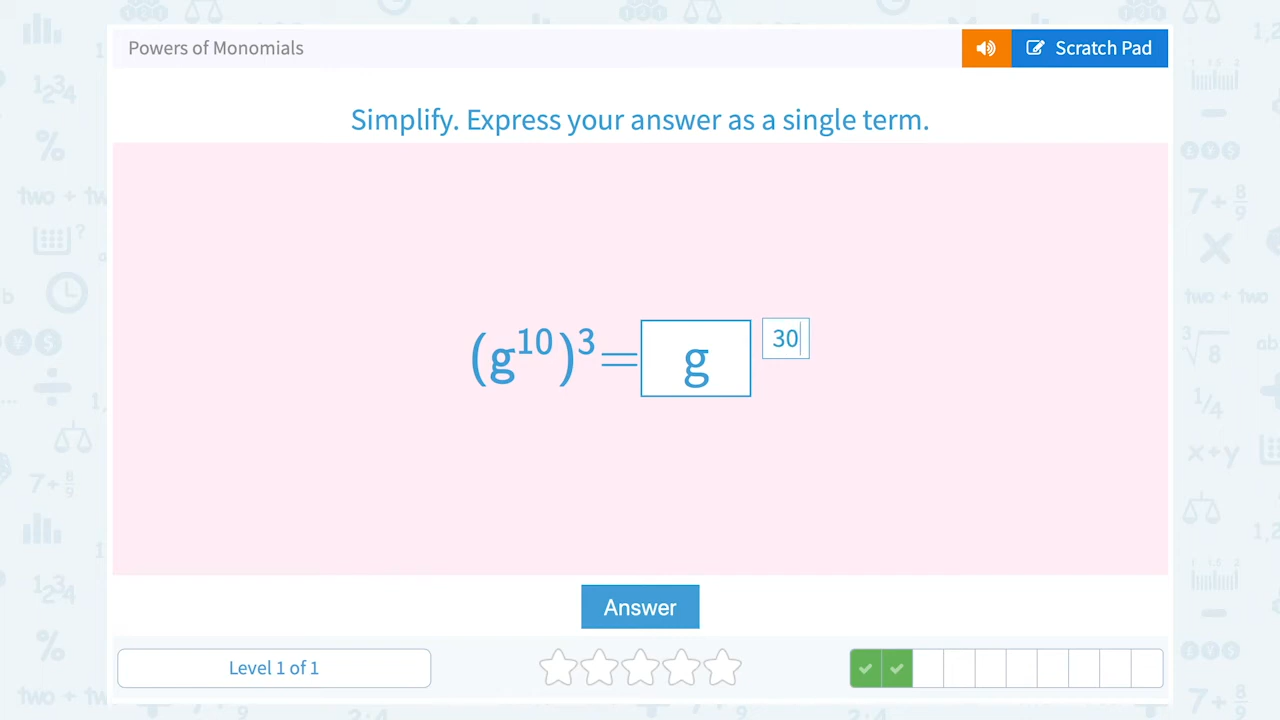 Powers of Monomials
Scratch Pad
Simplify. Express your answer as a single term.
(g^10)^3 = g^30
Answer
Level 1 of 1